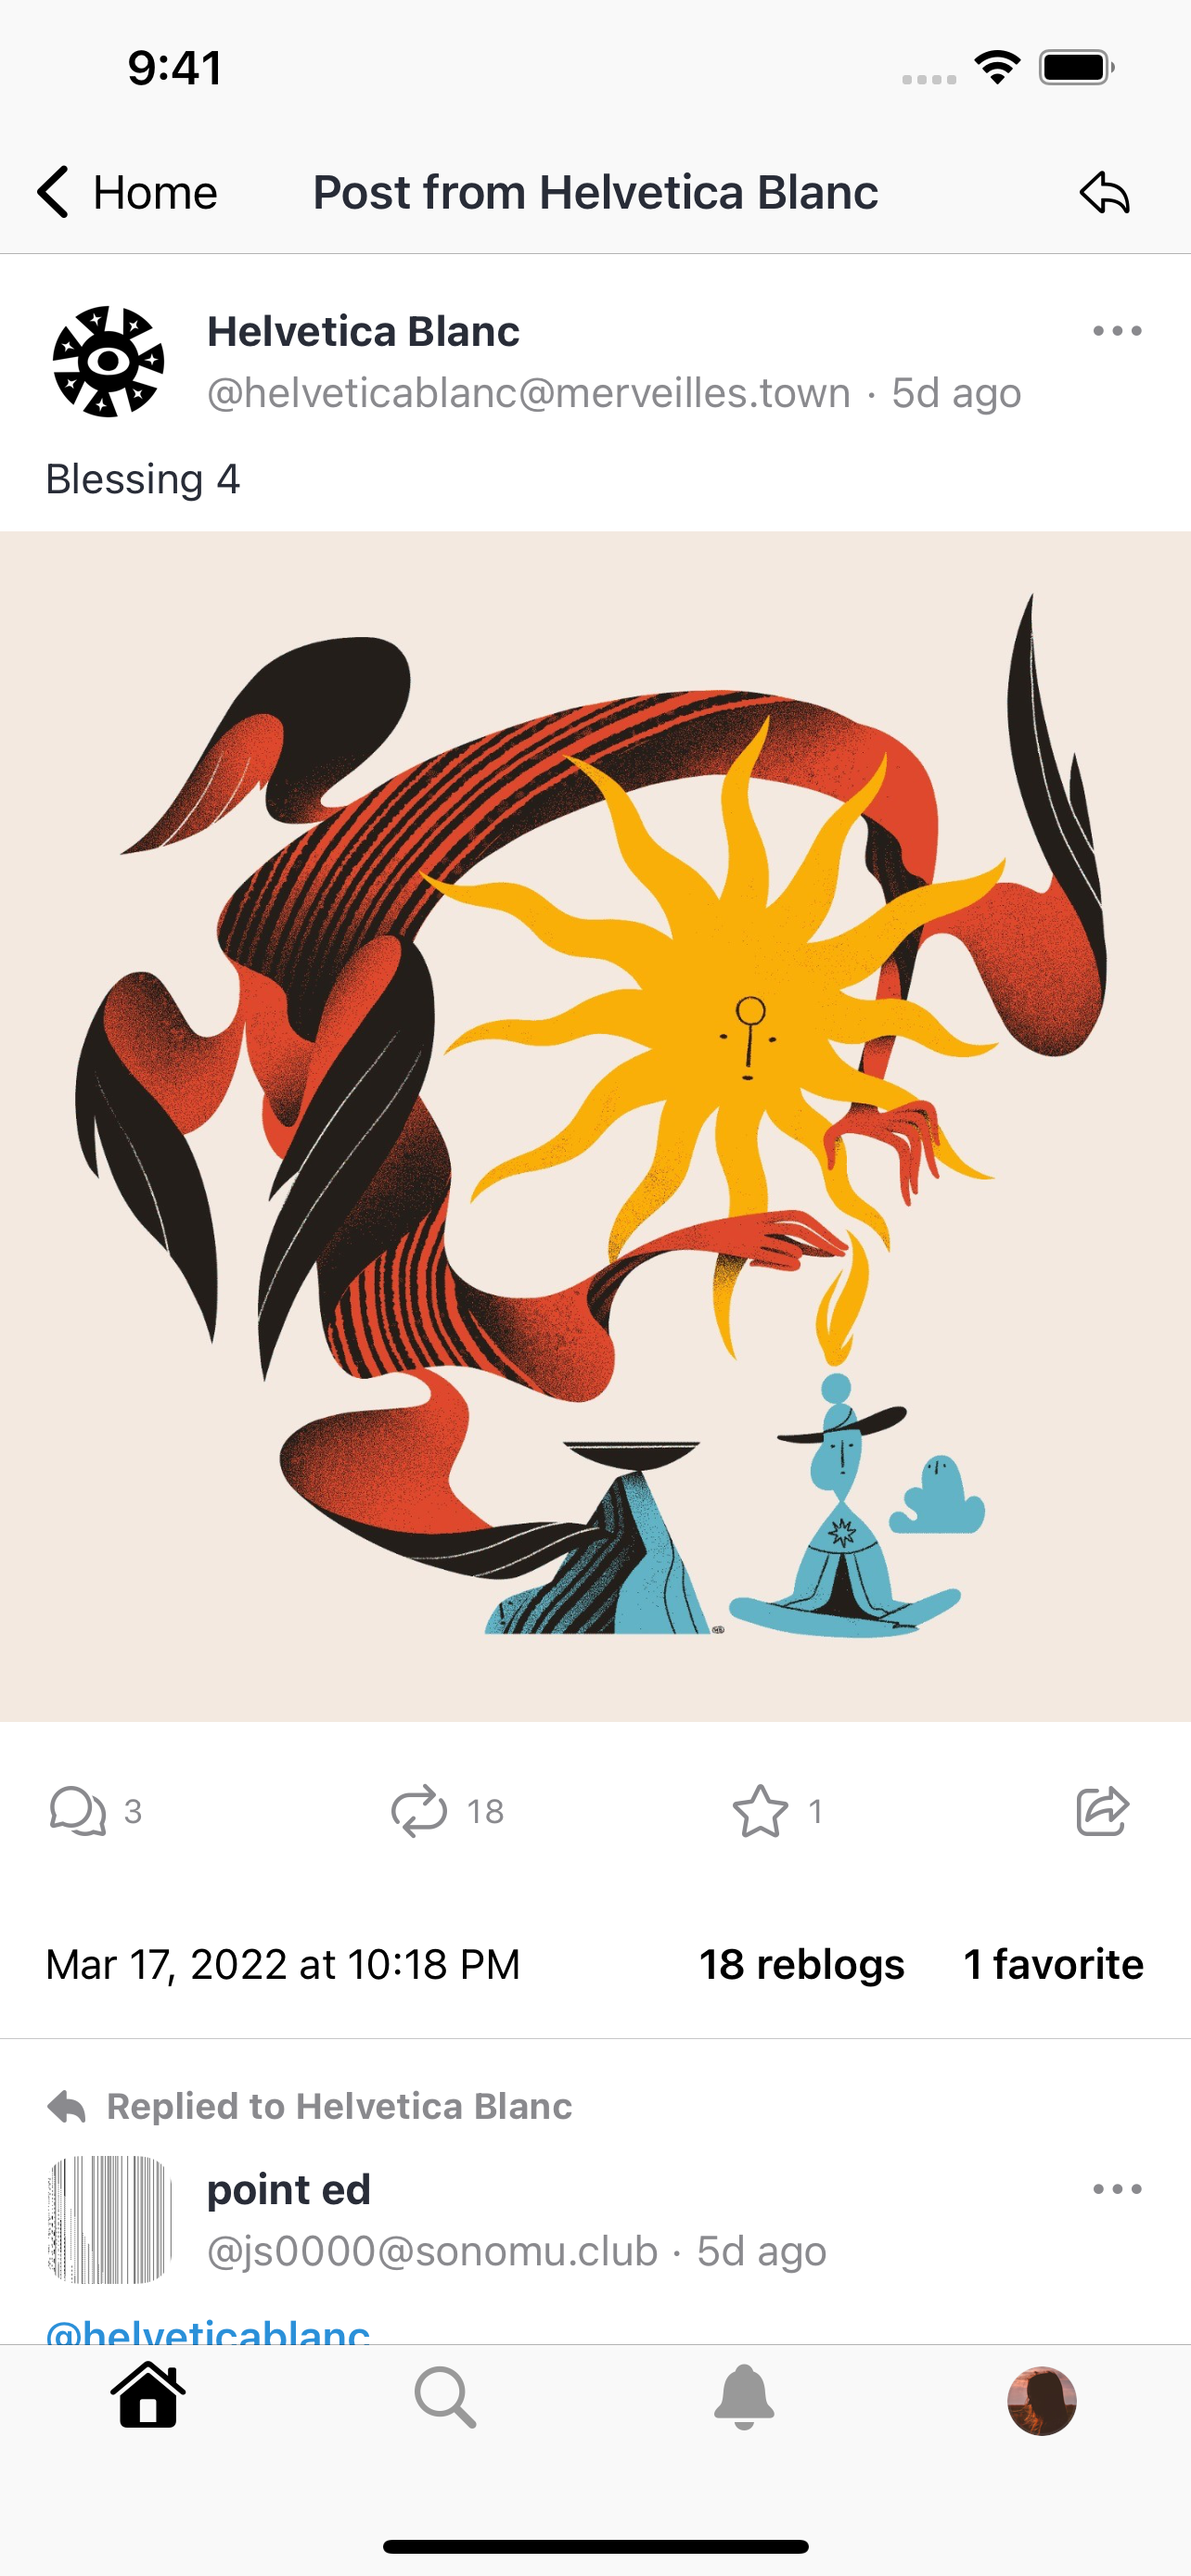 9:41
Home
Post from Helvetica Blanc
Helvetica Blanc
@helveticablanc@merveilles.town · 5d ago
Blessing 4
3
18
1
Mar 17, 2022 at 10:18 PM
18 reblogs
1 favorite
Replied to Helvetica Blanc
point ed
@js0000@sonomu.club · 5d ago
@helveticablanc